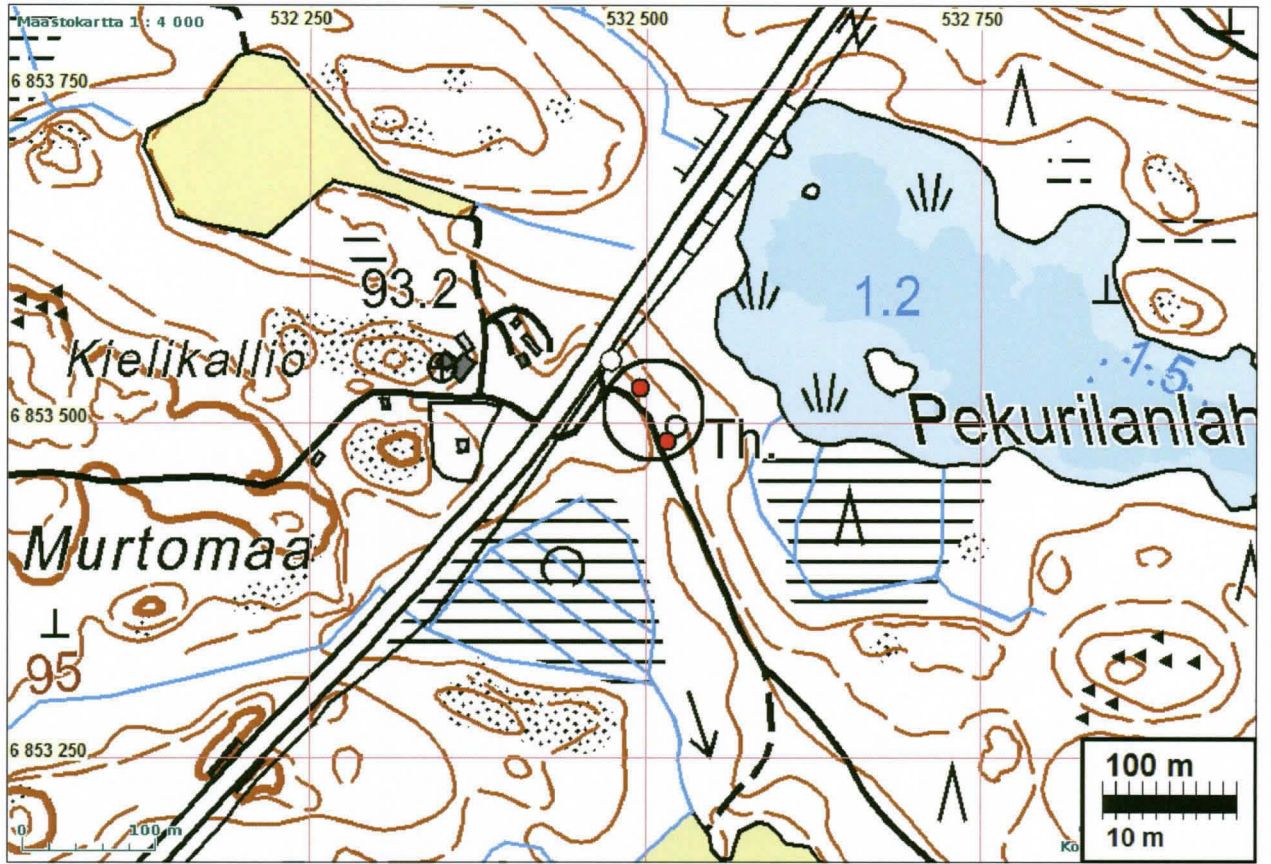 Maastokartta 1 : 4 000
532 250
532 500
532 750
6 853 750
93.2
1.2
Kielikallio
1.5
6 853 500
Pekurilanlah
Th.
Murtomaa
95
6 853 250
100 m
10 m
0
100 m
Ko